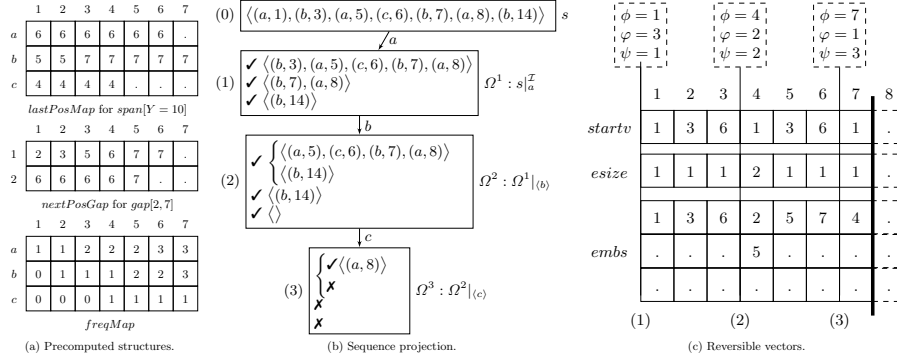 1 2 3 4 5 6 7
a 6 6 6 6 6 6 .
b 5 5 7 7 7 7 7
c 4 4 4 4 . . .
lastPosMap for span[Y = 10]
1 2 3 4 5 6 7
1 2 3 5 6 7 7 .
2 6 6 6 6 7 . .
nextPosGap for gap[2, 7]
1 2 3 4 5 6 7
a 1 1 2 2 2 3 3
b 0 1 1 1 2 2 3
c 0 0 0 1 1 1 1
freqMap
(a) Precomputed structures.
(0) ⟨(a, 1), (b, 3), (a, 5), (c, 6), (b, 7), (a, 8), (b, 14)⟩ s
a
✓ ⟨(b, 3), (a, 5), (c, 6), (b, 7), (a, 8)⟩
(1) ✓ ⟨(b, 7), (a, 8)⟩ Ω¹ : s|ᵃᴵ
✓ ⟨(b, 14)⟩
b
✓ { ⟨(a, 5), (c, 6), (b, 7), (a, 8)⟩
⟨(b, 14)⟩
(2) ✓ ⟨(b, 14)⟩ Ω² : Ω¹|⟨b⟩
✓ ⟨⟩
c
{ ✓⟨(a, 8)⟩
✗
(3) ✗ Ω³ : Ω²|⟨c⟩
✗
(b) Sequence projection.
ϕ = 1 ϕ = 4 ϕ = 7
φ = 3 φ = 2 φ = 1
ψ = 1 ψ = 2 ψ = 3
1 2 3 4 5 6 7 8
startv 1 3 6 1 3 6 1 .
esize 1 1 1 2 1 1 1 .
1 3 6 2 5 7 4 .
embs . . . 5 . . . .
. . . . . . . .
(1) (2) (3)
(c) Reversible vectors.